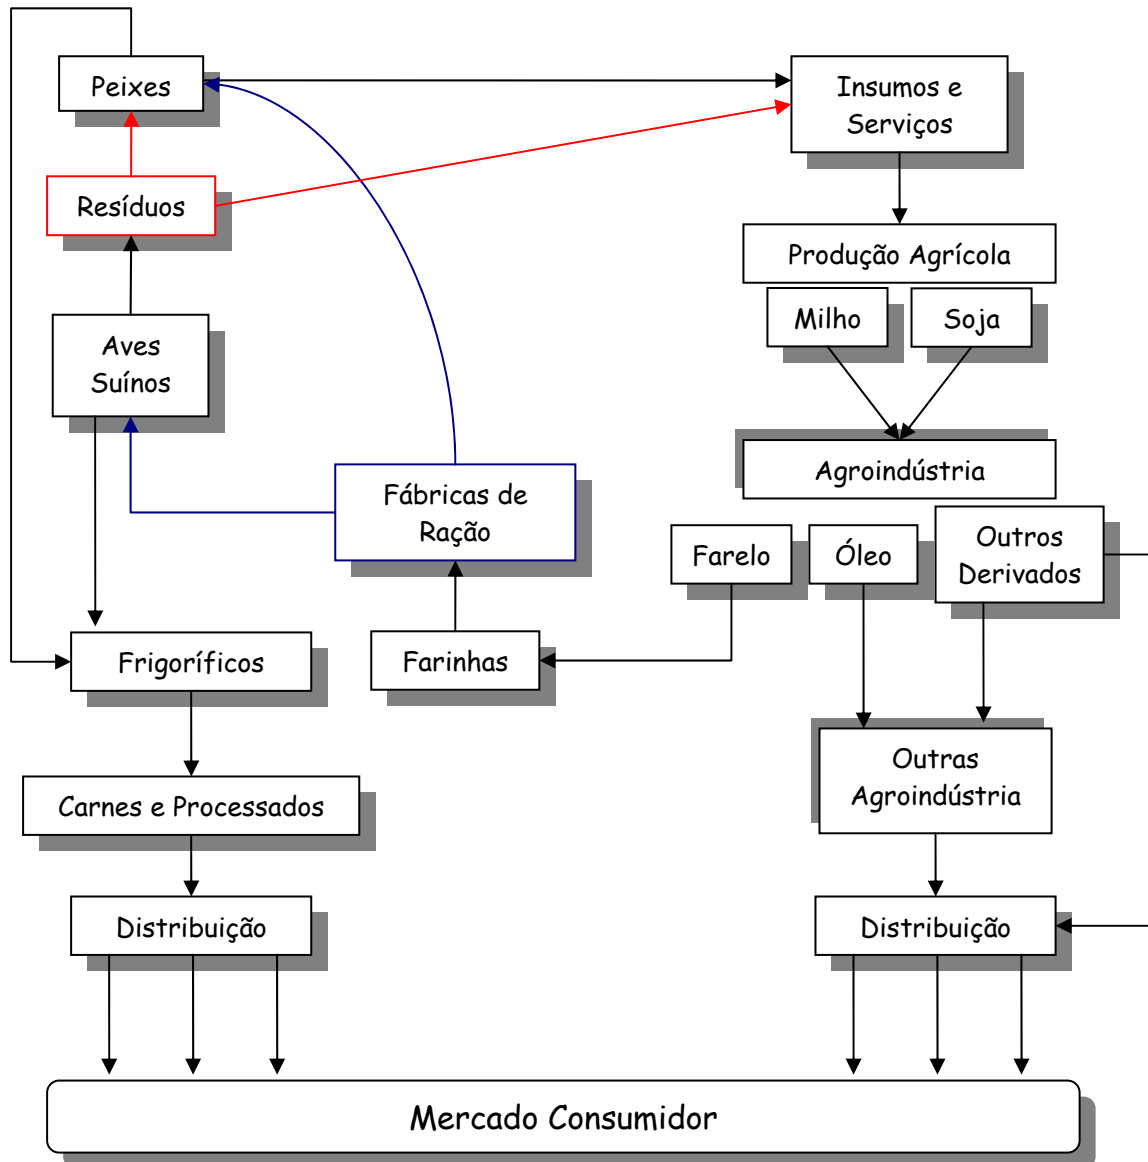 Peixes
Insumos e
Serviços
Resíduos
Produção Agrícola
Milho
Soja
Aves
Suínos
Agroindústria
Fábricas de
Ração
Farelo
Óleo
Outros
Derivados
Frigoríficos
Farinhas
Outras
Agroindústria
Carnes e Processados
Distribuição
Distribuição
Mercado Consumidor